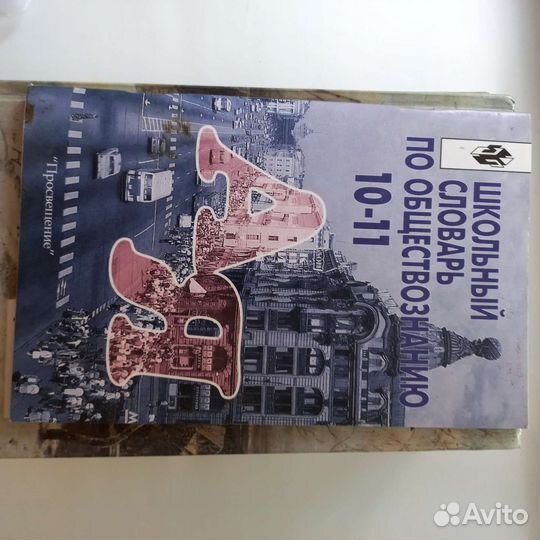 ШКОЛЬНЫЙ
СЛОВАРЬ
ПО ОБЩЕСТВОЗНАНИЮ
10-11
А
Я
"Просвещение"
Avito